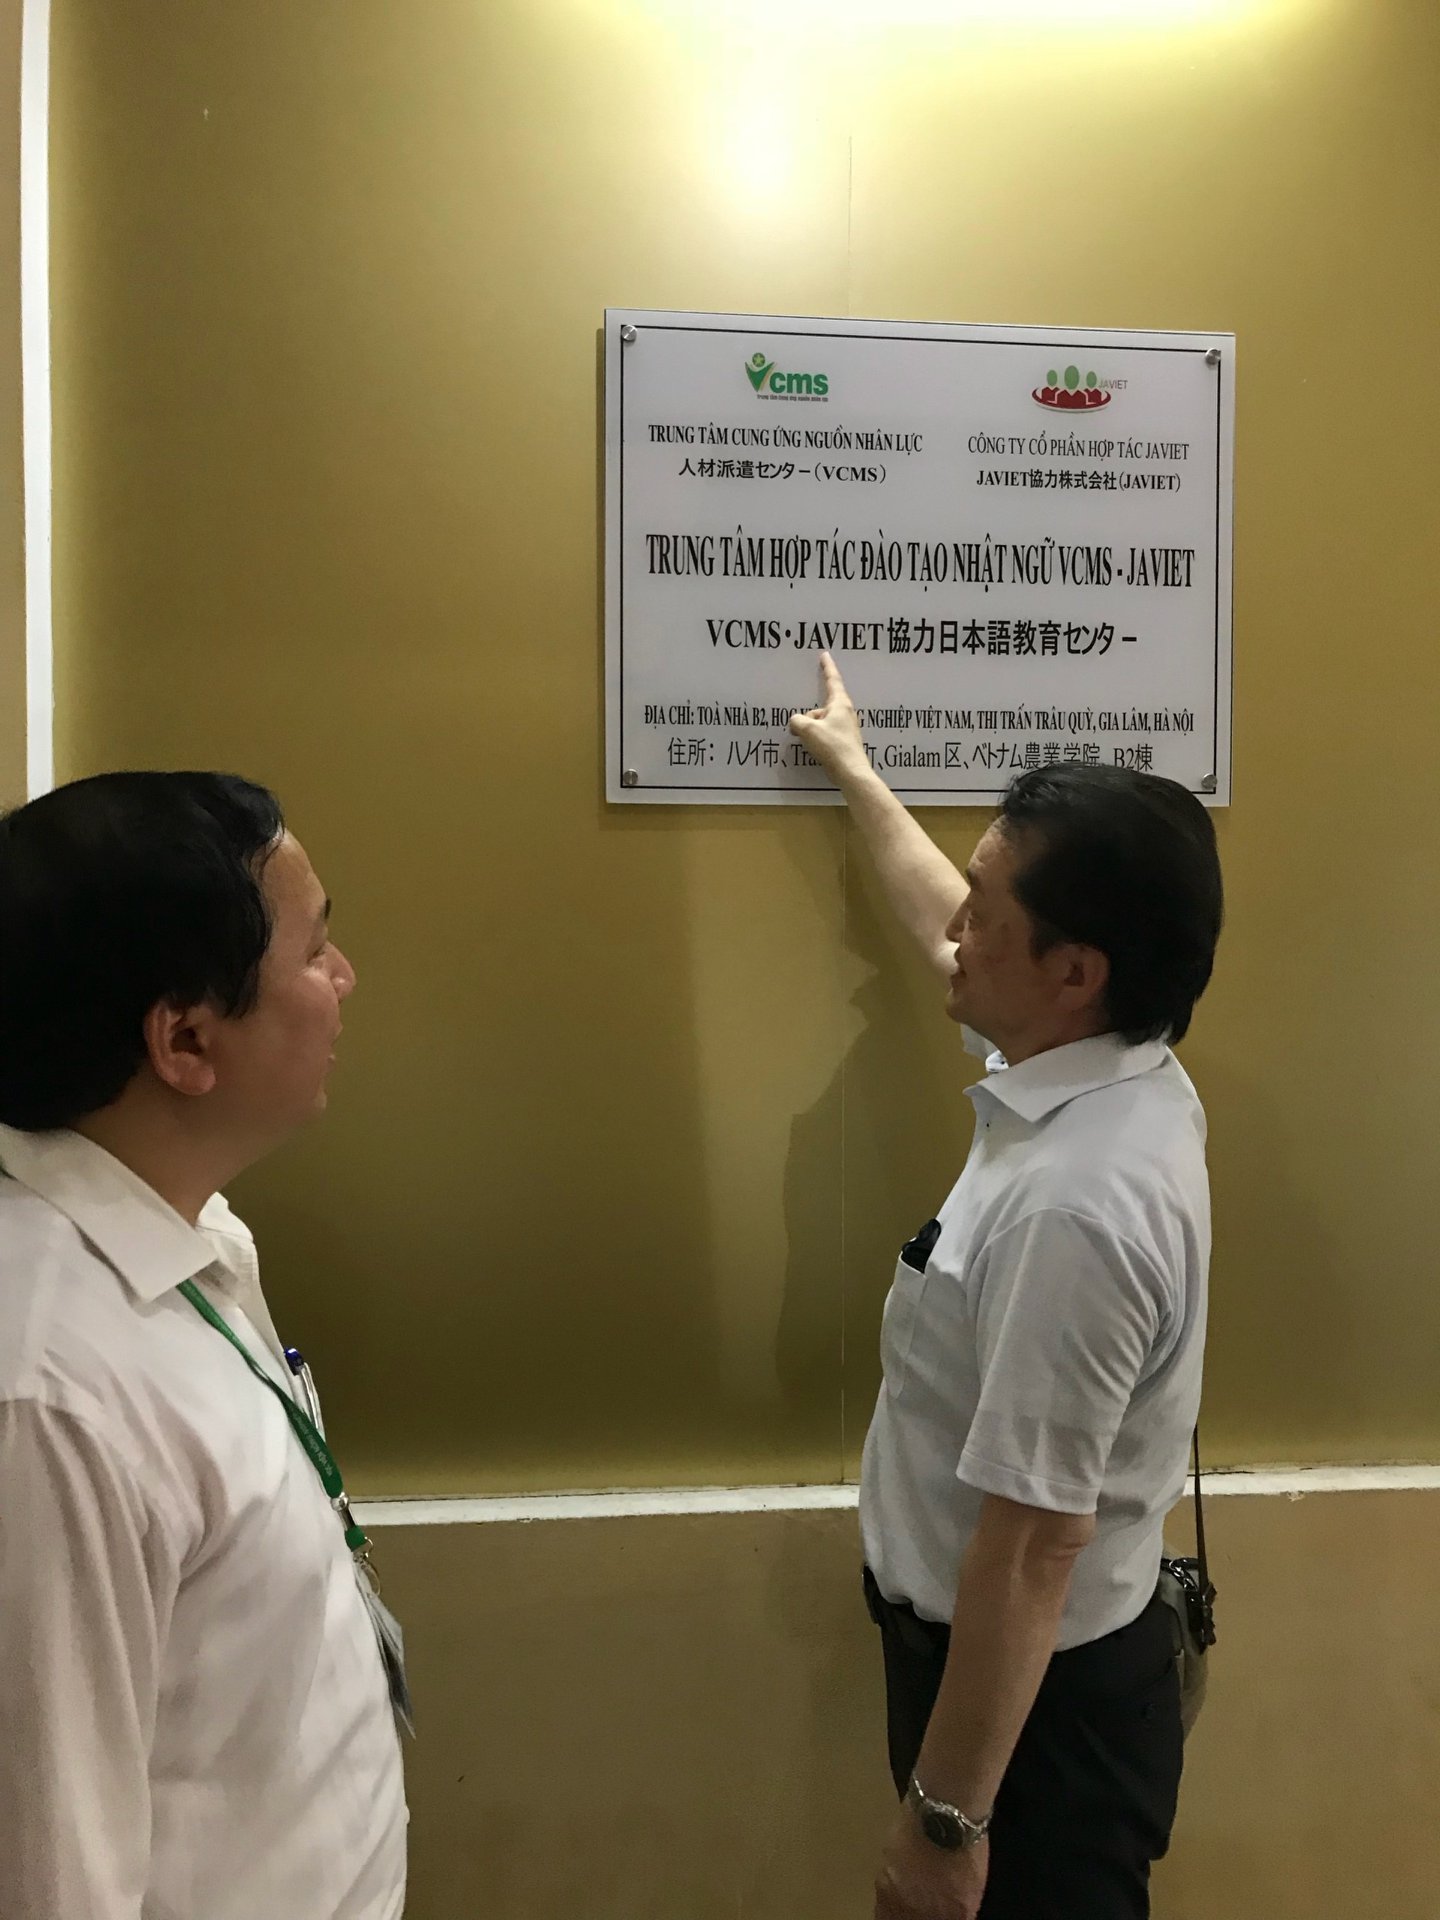 Vcms
JAVIET
TRUNG TÂM CUNG ỨNG NGUỒN NHÂN LỰC
人材派遣センター(VCMS)
CÔNG TY CỔ PHẦN HỢP TÁC JAVIET
JAVIET協力株式会社(JAVIET)
TRUNG TÂM HỢP TÁC ĐÀO TẠO NHẬT NGỮ VCMS - JAVIET
VCMS・JAVIET協力日本語教育センター
ĐỊA CHỈ: TOÀ NHÀ B2, NGHIỆP VIỆT NAM, THỊ TRẤN TRÂU QUỲ, GIA LÂM, HÀ NỘI
住所: ハノイ市、町、Gialam区、ベトナム農業学院、B2棟